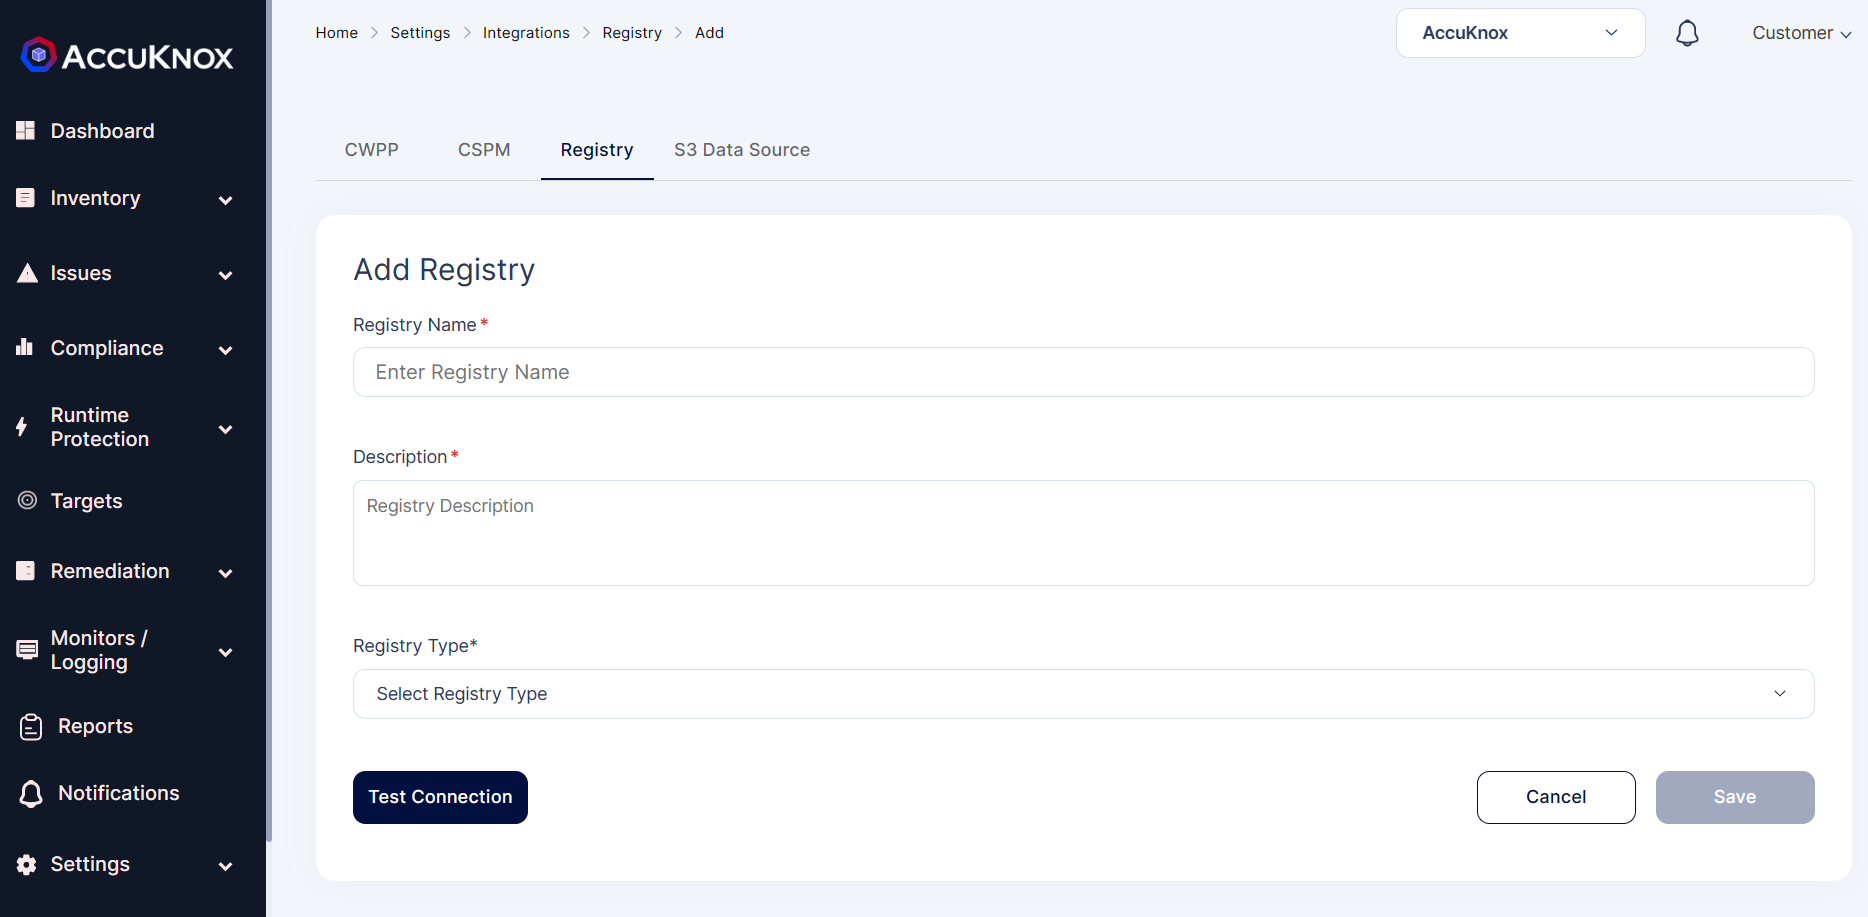 AccuKnox
Dashboard
Inventory
Issues
Compliance
Runtime
Protection
Targets
Remediation
Monitors /
Logging
Reports
Notifications
Settings
Home > Settings > Integrations > Registry > Add
AccuKnox
Customer
CWPP CSPM Registry S3 Data Source
Add Registry
Registry Name*
Enter Registry Name
Description*
Registry Description
Registry Type*
Select Registry Type
Test Connection
Cancel
Save